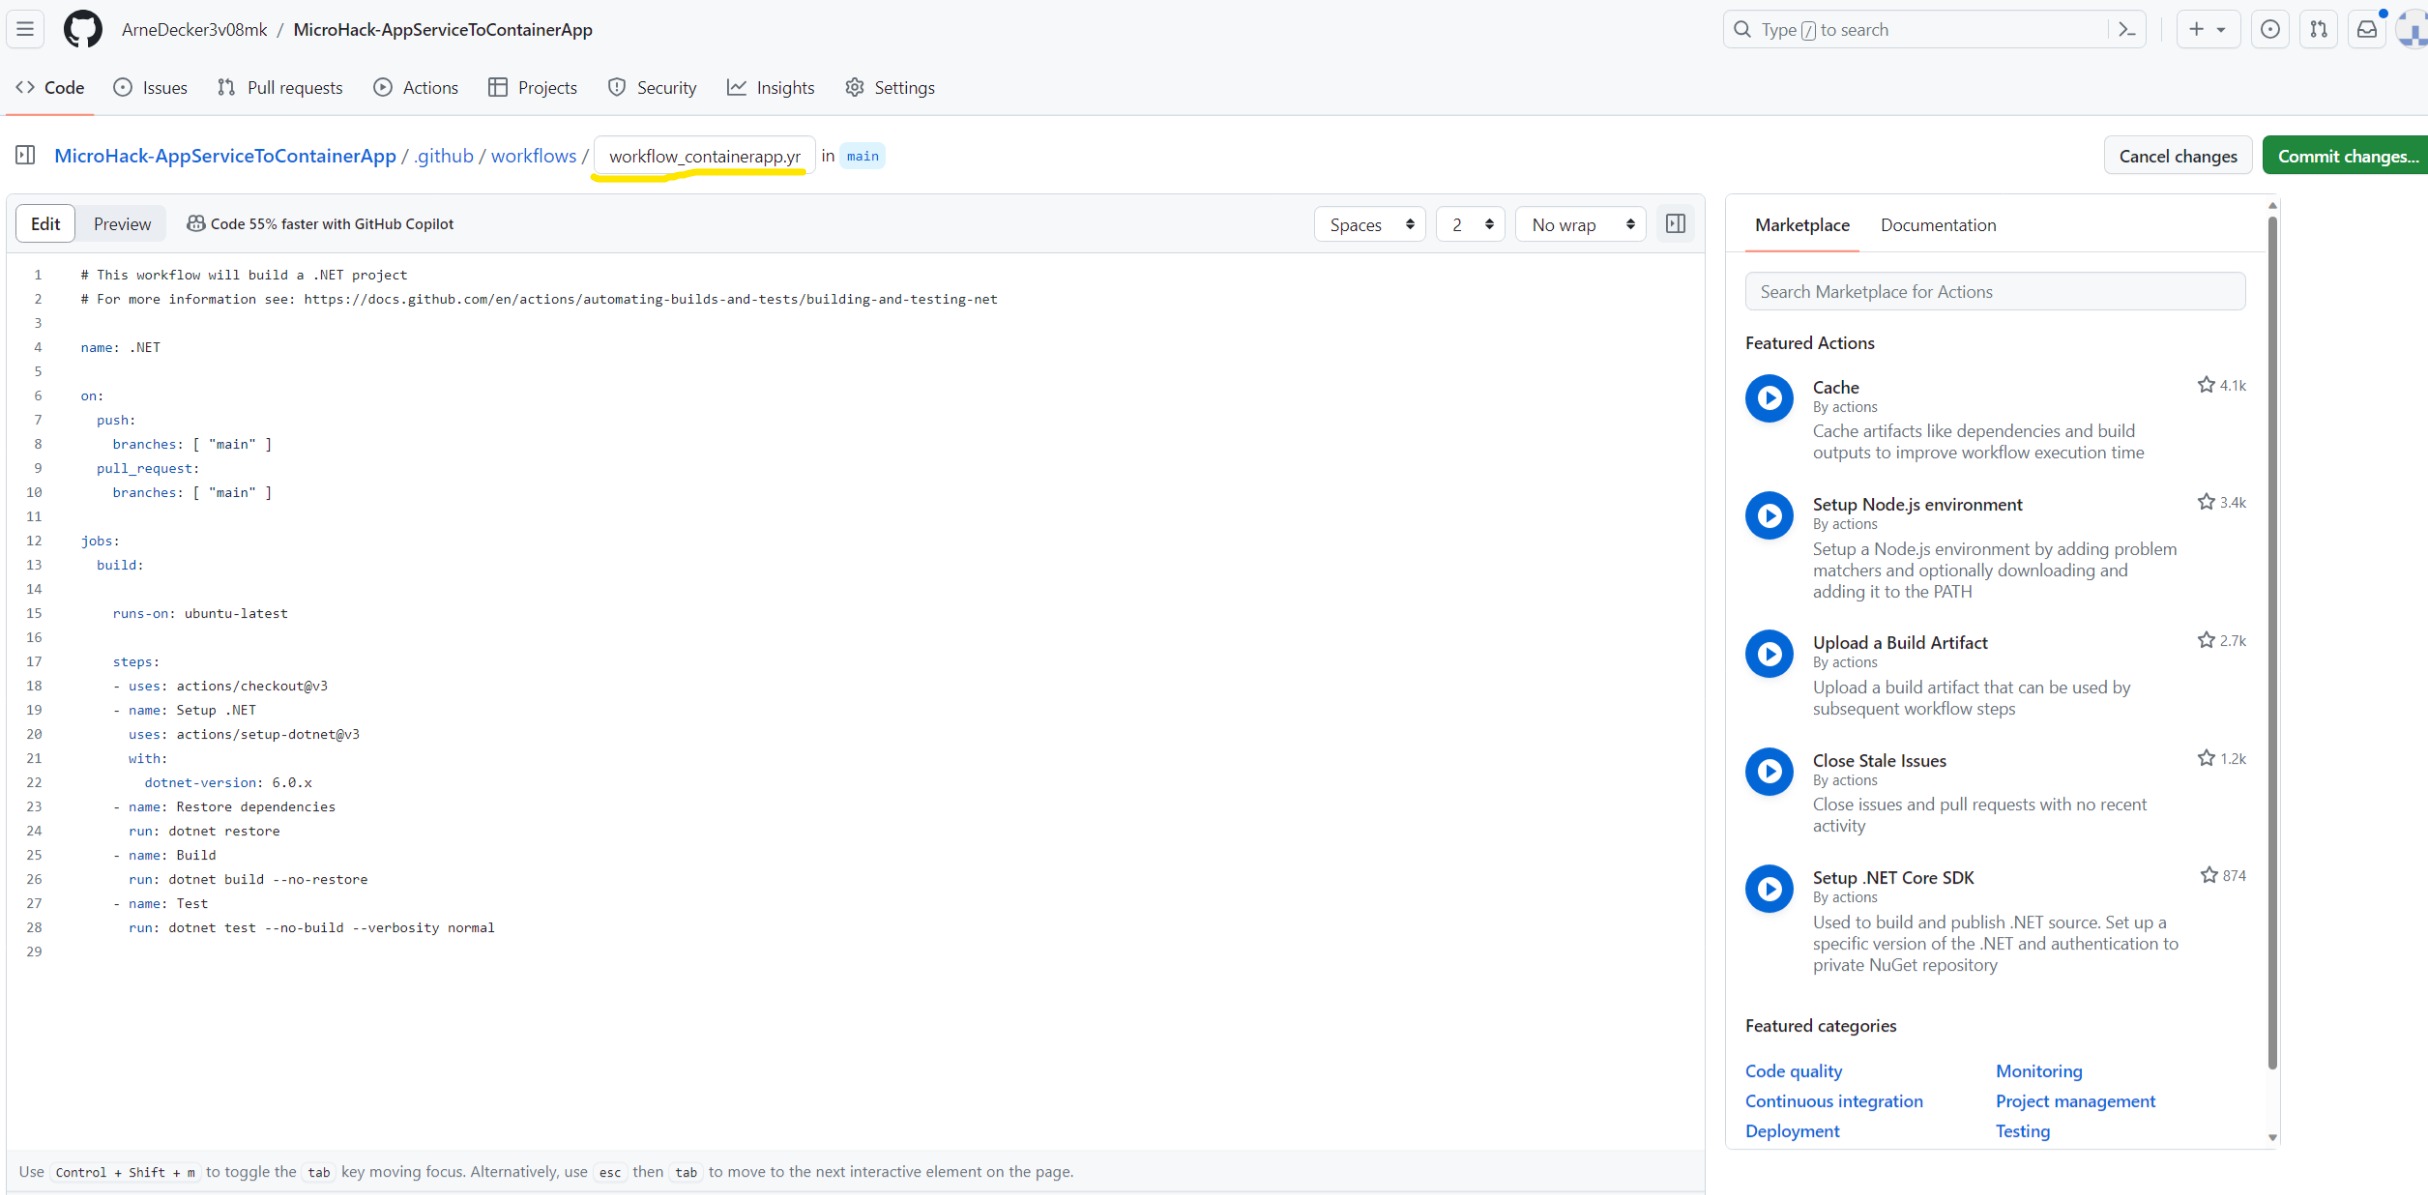 ArneDecker3v08mk / MicroHack-AppServiceToContainerApp
Type / to search
Code Issues Pull requests Actions Projects Security Insights Settings
MicroHack-AppServiceToContainerApp / .github / workflows / workflow_containerapp.yr in main
Cancel changes Commit changes...
Edit Preview Code 55% faster with GitHub Copilot
Spaces 2 No wrap
1 # This workflow will build a .NET project
2 # For more information see: https://docs.github.com/en/actions/automating-builds-and-tests/building-and-testing-net
3
4 name: .NET
5
6 on:
7 push:
8 branches: [ "main" ]
9 pull_request:
10 branches: [ "main" ]
11
12 jobs:
13 build:
14
15 runs-on: ubuntu-latest
16
17 steps:
18 - uses: actions/checkout@v3
19 - name: Setup .NET
20 uses: actions/setup-dotnet@v3
21 with:
22 dotnet-version: 6.0.x
23 - name: Restore dependencies
24 run: dotnet restore
25 - name: Build
26 run: dotnet build --no-restore
27 - name: Test
28 run: dotnet test --no-build --verbosity normal
29
Use Control + Shift + m to toggle the tab key moving focus. Alternatively, use esc then tab to move to the next interactive element on the page.
Marketplace Documentation
Search Marketplace for Actions
Featured Actions
Cache 4.1k
By actions
Cache artifacts like dependencies and build
outputs to improve workflow execution time
Setup Node.js environment 3.4k
By actions
Setup a Node.js environment by adding problem
matchers and optionally downloading and
adding it to the PATH
Upload a Build Artifact 2.7k
By actions
Upload a build artifact that can be used by
subsequent workflow steps
Close Stale Issues 1.2k
By actions
Close issues and pull requests with no recent
activity
Setup .NET Core SDK 874
By actions
Used to build and publish .NET source. Set up a
specific version of the .NET and authentication to
private NuGet repository
Featured categories
Code quality Monitoring
Continuous integration Project management
Deployment Testing